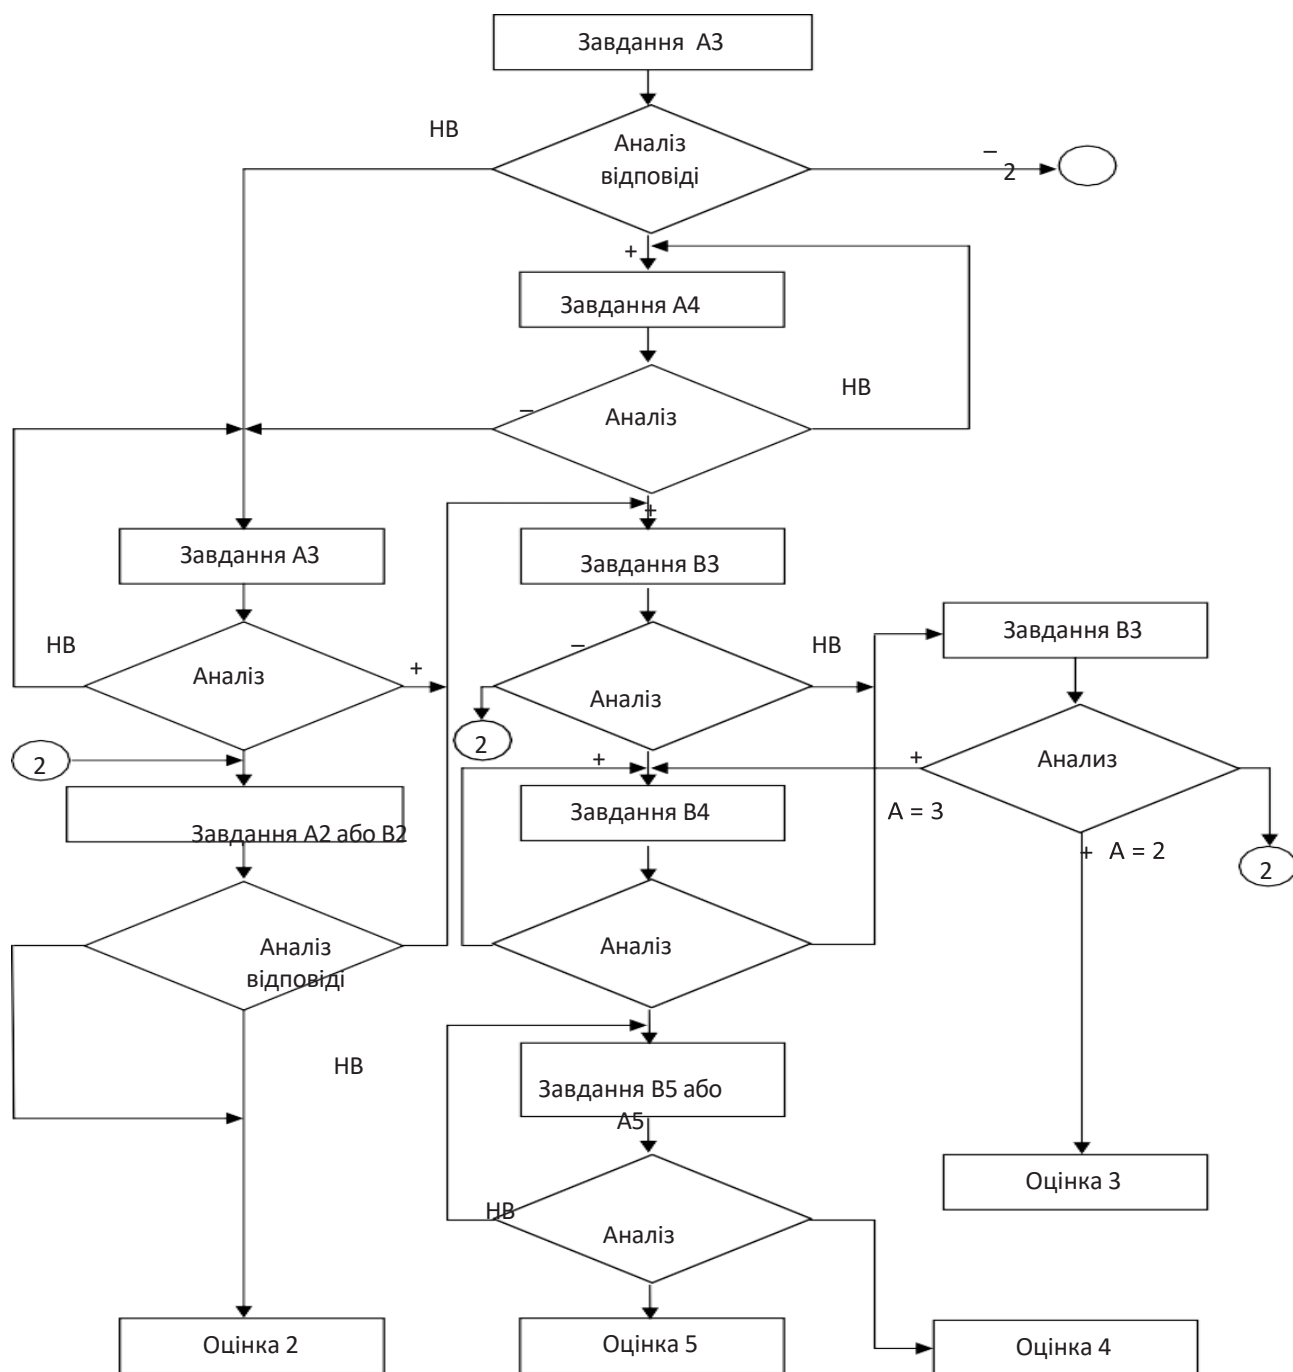 Завдання А3
НВ
Аналіз
відповіді
–
2
+
Завдання А4
НВ
–
Аналіз
+
Завдання А3
Завдання В3
Завдання В3
НВ
+
Аналіз
–
НВ
Аналіз
2
2
+
+
Анализ
Завдання А2 або В2
Завдання В4
А = 3
+ А = 2
2
Аналіз
відповіді
Аналіз
НВ
Завдання В5 або
А5
Оцінка 3
НВ
Аналіз
Оцінка 2
Оцінка 5
Оцінка 4